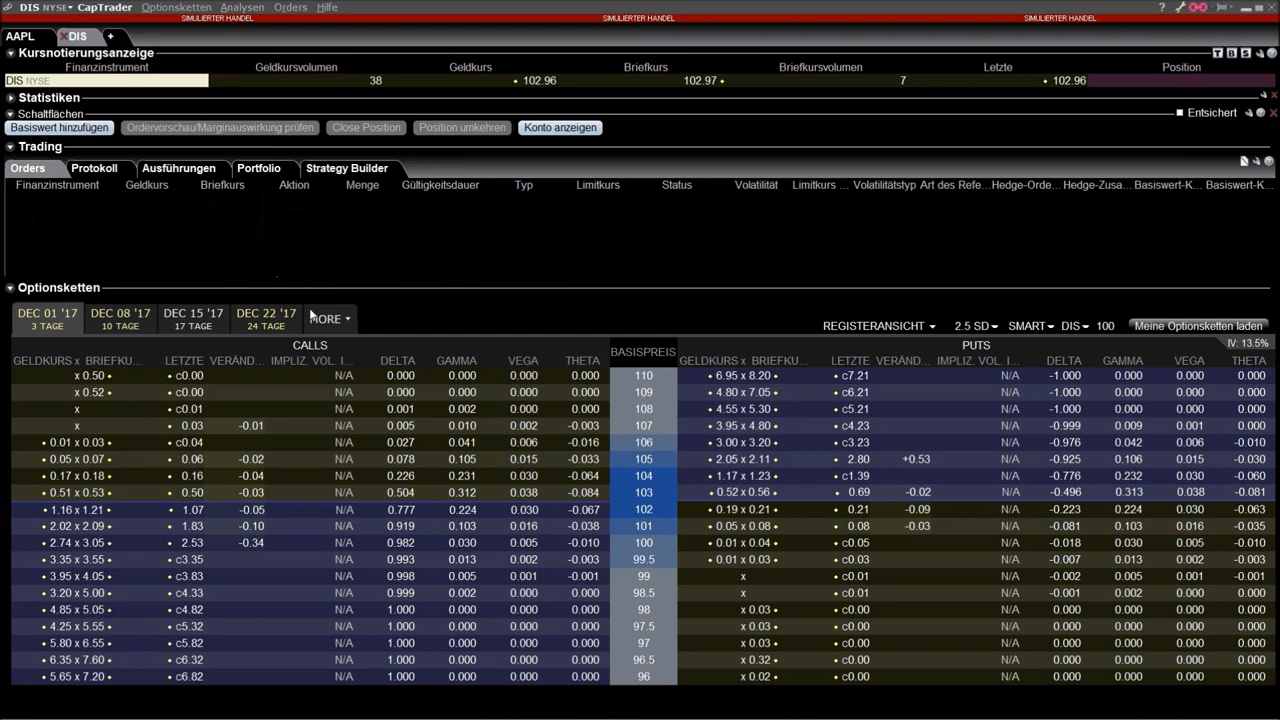 DIS NYSE CapTrader Optionsketten Analysen Orders Hilfe ?
SIMULIERTER HANDEL SIMULIERTER HANDEL SIMULIERTER HANDEL
AAPL DIS +
Kursnotierungsanzeige T B S
Finanzinstrument Geldkursvolumen Geldkurs Briefkurs Briefkursvolumen Letzte Position
DIS NYSE 38 102.96 102.97 7 102.96
Statistiken
Schaltflächen Entsichert
Basiswert hinzufügen Ordervorschau/Marginauswirkung prüfen Close Position Position umkehren Konto anzeigen
Trading
Orders Protokoll Ausführungen Portfolio Strategy Builder
Finanzinstrument Geldkurs Briefkurs Aktion Menge Gültigkeitsdauer Typ Limitkurs Status Volatilität Limitkurs ... Volatilitätstyp Art des Refe... Hedge-Orde... Hedge-Zusa... Basiswert-K... Basiswert-K...
Optionsketten
DEC 01 '17 DEC 08 '17 DEC 15 '17 DEC 22 '17 MORE
3 TAGE 10 TAGE 17 TAGE 24 TAGE
REGISTERANSICHT 2.5 SD SMART DIS 100 Meine Optionsketten laden
CALLS BASISPREIS PUTS IV: 13.5%
GELDKURS x BRIEFKU... LETZTE VERÄND... IMPLIZ. VOL. I... DELTA GAMMA VEGA THETA GELDKURS x BRIEFKU... LETZTE VERÄND... IMPLIZ. VOL. I... DELTA GAMMA VEGA THETA
x 0.50 c0.00 N/A 0.000 0.000 0.000 0.000 110 6.95 x 8.20 c7.21 N/A -1.000 0.000 0.000 0.000
x 0.52 c0.00 N/A 0.000 0.000 0.000 0.000 109 4.80 x 7.05 c6.21 N/A -1.000 0.000 0.000 0.000
x c0.01 N/A 0.001 0.002 0.000 0.000 108 4.55 x 5.30 c5.21 N/A -1.000 0.000 0.000 0.000
x 0.03 -0.01 N/A 0.005 0.010 0.002 -0.003 107 3.95 x 4.80 c4.23 N/A -0.999 0.009 0.001 0.000
0.01 x 0.03 c0.04 N/A 0.027 0.041 0.006 -0.016 106 3.00 x 3.20 c3.23 N/A -0.976 0.042 0.006 -0.010
0.05 x 0.07 0.06 -0.02 N/A 0.078 0.105 0.015 -0.033 105 2.05 x 2.11 2.80 +0.53 N/A -0.925 0.106 0.015 -0.030
0.17 x 0.18 0.16 -0.04 N/A 0.226 0.231 0.030 -0.064 104 1.17 x 1.23 c1.39 N/A -0.776 0.232 0.030 -0.060
0.51 x 0.53 0.50 -0.03 N/A 0.504 0.312 0.038 -0.084 103 0.52 x 0.56 0.69 -0.02 N/A -0.496 0.313 0.038 -0.081
1.16 x 1.21 1.07 -0.05 N/A 0.777 0.224 0.030 -0.067 102 0.19 x 0.21 0.21 -0.09 N/A -0.223 0.224 0.030 -0.063
2.02 x 2.09 1.83 -0.10 N/A 0.919 0.103 0.016 -0.038 101 0.05 x 0.08 0.08 -0.03 N/A -0.081 0.103 0.016 -0.035
2.74 x 3.05 2.53 -0.34 N/A 0.982 0.030 0.005 -0.010 100 0.01 x 0.04 c0.05 N/A -0.018 0.030 0.005 -0.010
3.35 x 3.55 c3.35 N/A 0.993 0.013 0.002 -0.003 99.5 0.01 x 0.03 c0.03 N/A -0.007 0.013 0.002 -0.003
3.95 x 4.05 c3.83 N/A 0.998 0.005 0.001 -0.001 99 x c0.01 N/A -0.002 0.005 0.001 -0.001
3.20 x 5.00 c4.33 N/A 0.999 0.002 0.000 0.000 98.5 x c0.01 N/A -0.001 0.002 0.000 0.000
4.85 x 5.05 c4.82 N/A 1.000 0.000 0.000 0.000 98 x 0.03 c0.00 N/A 0.000 0.000 0.000 0.000
4.25 x 5.55 c5.32 N/A 1.000 0.000 0.000 0.000 97.5 x 0.03 c0.00 N/A 0.000 0.000 0.000 0.000
5.80 x 6.55 c5.82 N/A 1.000 0.000 0.000 0.000 97 x 0.03 c0.00 N/A 0.000 0.000 0.000 0.000
6.35 x 7.60 c6.32 N/A 1.000 0.000 0.000 0.000 96.5 x 0.32 c0.00 N/A 0.000 0.000 0.000 0.000
5.65 x 7.20 c6.82 N/A 1.000 0.000 0.000 0.000 96 x 0.02 c0.00 N/A 0.000 0.000 0.000 0.000